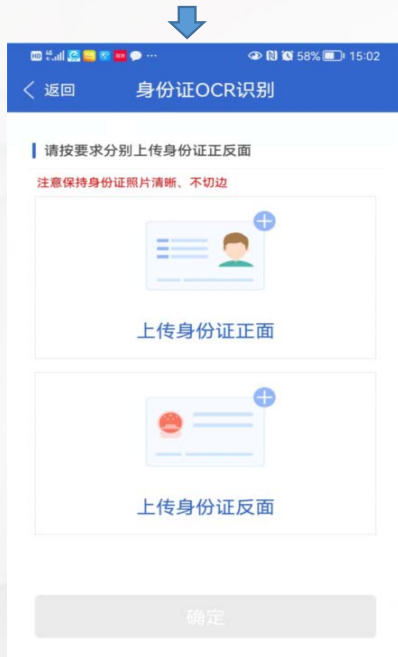 58% 15:02
返回 身份证OCR识别
请按要求分别上传身份证正反面
注意保持身份证照片清晰、不切边
上传身份证正面
上传身份证反面
确定